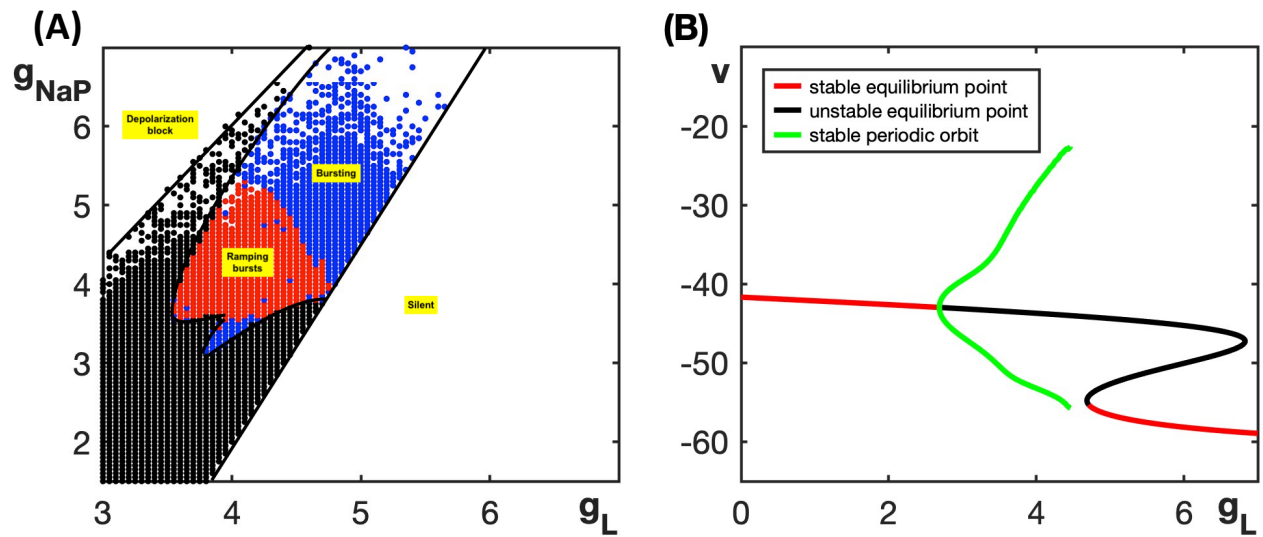 (A)
g_NaP
6
5
4
3
2
Depolarization
block
Bursting
Ramping
bursts
Silent
3 4 5 6 g_L
(B)
v
-20
-30
-40
-50
-60
stable equilibrium point
unstable equilibrium point
stable periodic orbit
0 2 4 6 g_L